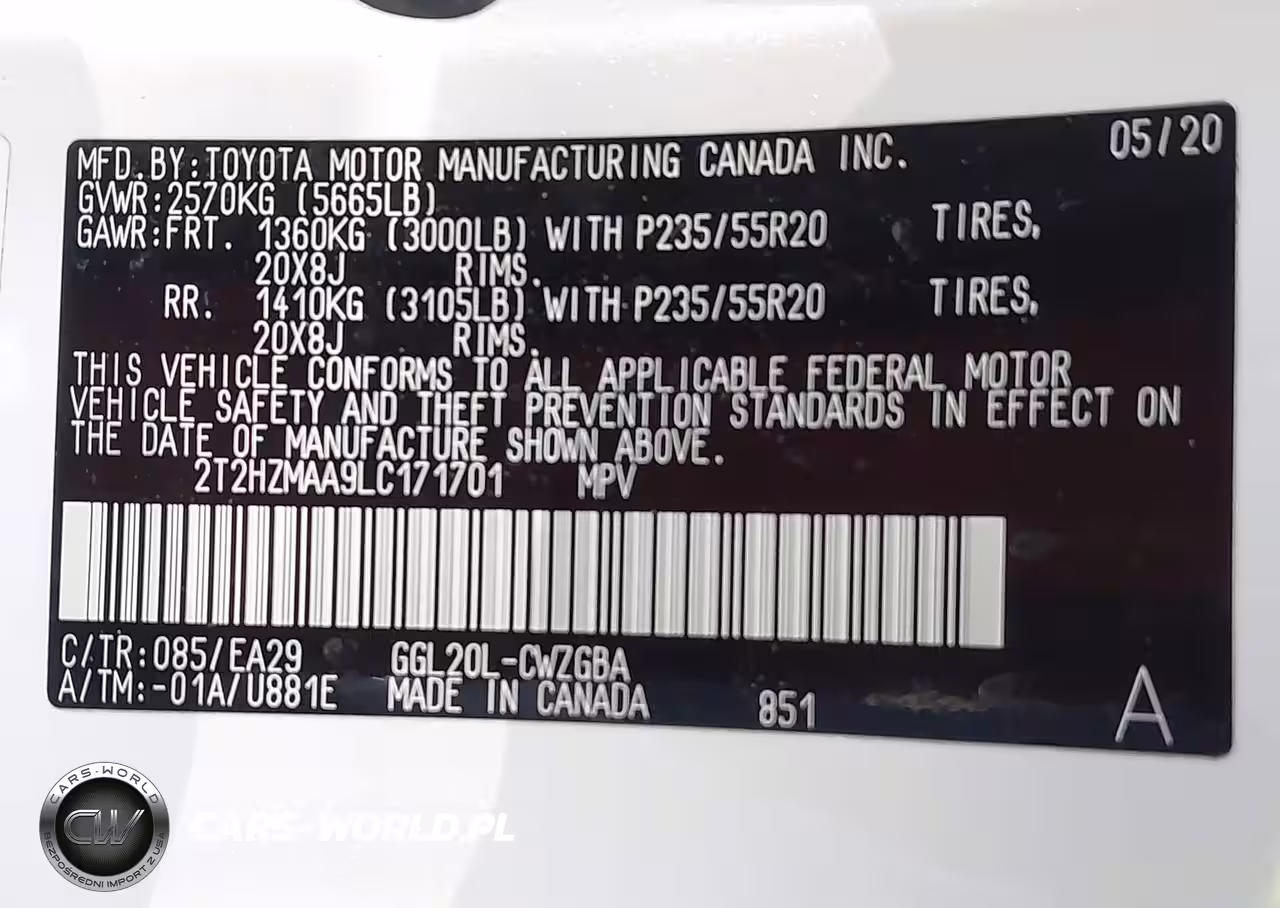 05/20
MFD.BY:TOYOTA MOTOR MANUFACTURING CANADA INC.
GVWR:2570KG (5665LB)
GAWR:FRT. 1360KG (3000LB) WITH P235/55R20 TIRES,
20X8J RIMS.
RR. 1410KG (3105LB) WITH P235/55R20 TIRES,
20X8J RIMS.
THIS VEHICLE CONFORMS TO ALL APPLICABLE FEDERAL MOTOR
VEHICLE SAFETY AND THEFT PREVENTION STANDARDS IN EFFECT ON
THE DATE OF MANUFACTURE SHOWN ABOVE.
2T2HZMAA9LC171701 MPV
C/TR:085/EA29 GGL20L-CWZGBA
A/TM:-01A/U881E MADE IN CANADA 851 A
CARS-WORLD
CW
BEZPOŚREDNI IMPORT Z USA
CARS-WORLD.PL